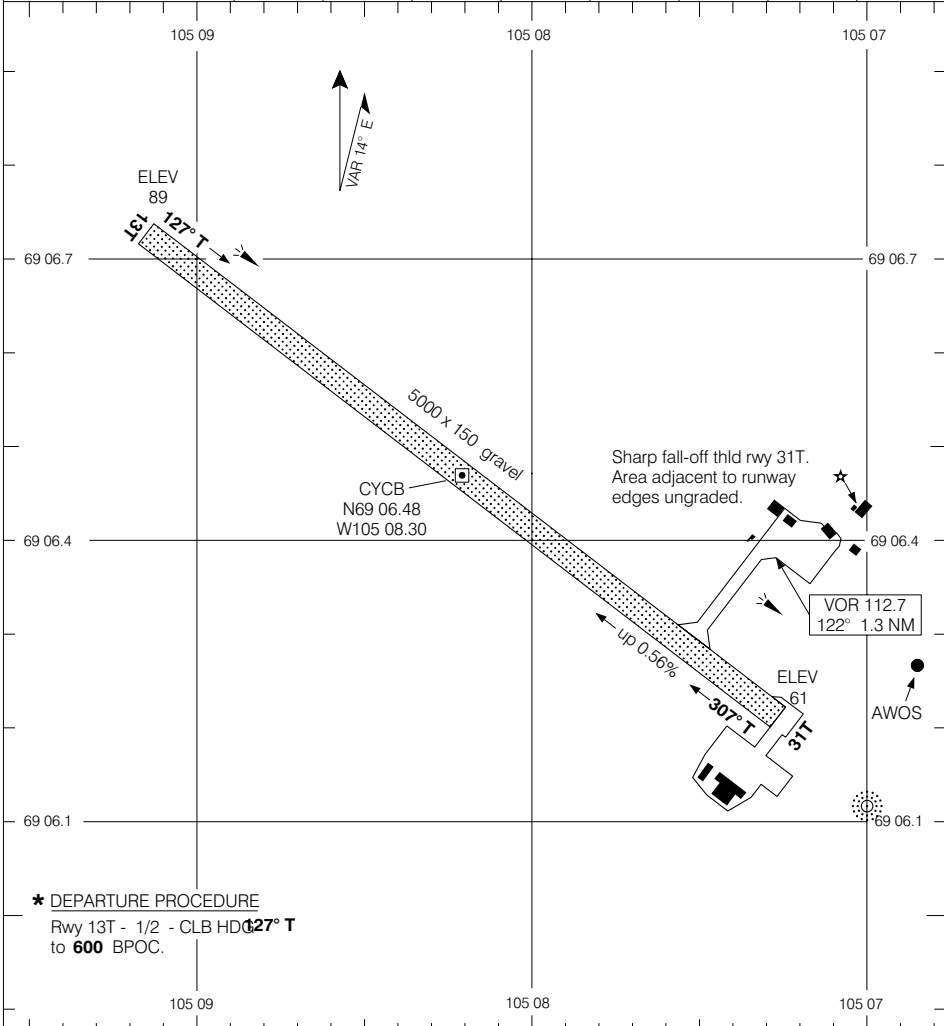 105 09
105 08
105 07
VAR 14° E
ELEV
89
13T
127° T
69 06.7
69 06.7
5000 x 150 gravel
CYCB
N69 06.48
W105 08.30
Sharp fall-off thld rwy 31T.
Area adjacent to runway
edges ungraded.
69 06.4
69 06.4
VOR 112.7
122° 1.3 NM
up 0.56%
ELEV
61
307° T
31T
AWOS
69 06.1
69 06.1
* DEPARTURE PROCEDURE
Rwy 13T - 1/2 - CLB HDG 127° T
to 600 BPOC.
105 09
105 08
105 07